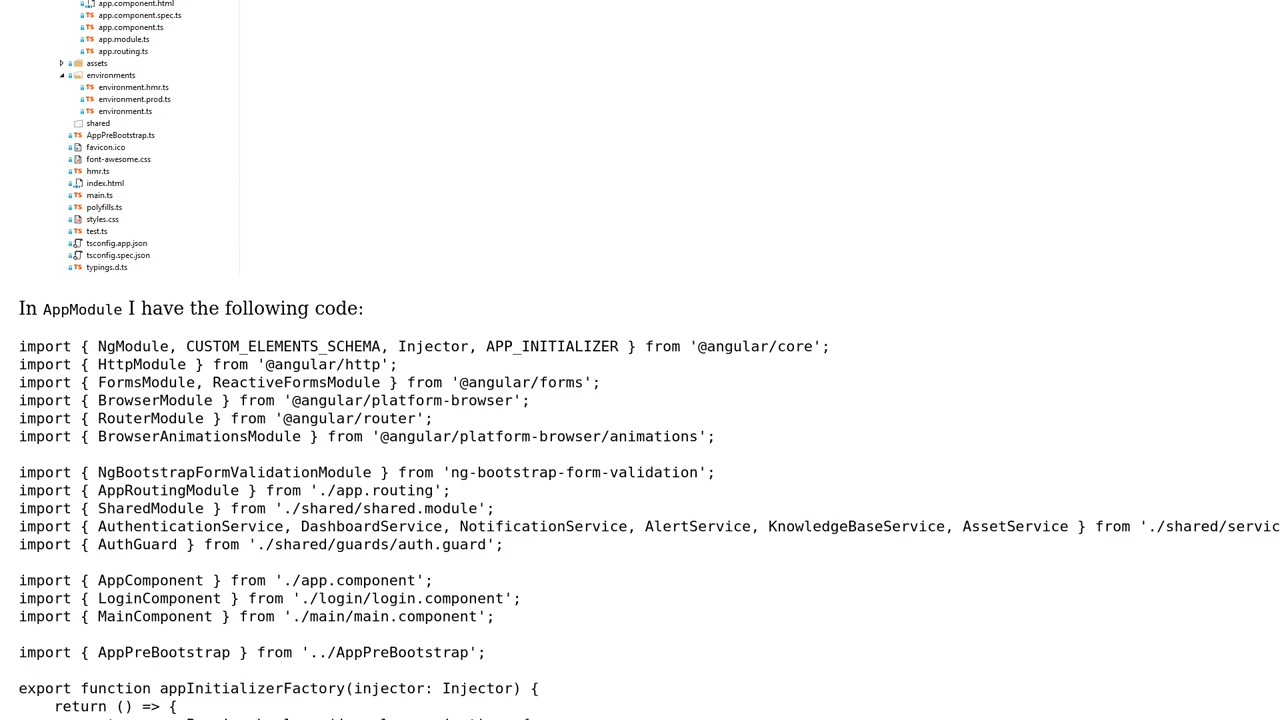 app.component.html
app.component.spec.ts
app.component.ts
app.module.ts
app.routing.ts
assets
environments
environment.hmr.ts
environment.prod.ts
environment.ts
shared
AppPreBootstrap.ts
favicon.ico
font-awesome.css
hmr.ts
index.html
main.ts
polyfills.ts
styles.css
test.ts
tsconfig.app.json
tsconfig.spec.json
typings.d.ts
In AppModule I have the following code:
import { NgModule, CUSTOM_ELEMENTS_SCHEMA, Injector, APP_INITIALIZER } from '@angular/core';
import { HttpModule } from '@angular/http';
import { FormsModule, ReactiveFormsModule } from '@angular/forms';
import { BrowserModule } from '@angular/platform-browser';
import { RouterModule } from '@angular/router';
import { BrowserAnimationsModule } from '@angular/platform-browser/animations';
import { NgBootstrapFormValidationModule } from 'ng-bootstrap-form-validation';
import { AppRoutingModule } from './app.routing';
import { SharedModule } from './shared/shared.module';
import { AuthenticationService, DashboardService, NotificationService, AlertService, KnowledgeBaseService, AssetService } from './shared/servic
import { AuthGuard } from './shared/guards/auth.guard';
import { AppComponent } from './app.component';
import { LoginComponent } from './login/login.component';
import { MainComponent } from './main/main.component';
import { AppPreBootstrap } from '../AppPreBootstrap';
export function appInitializerFactory(injector: Injector) {
return () => {